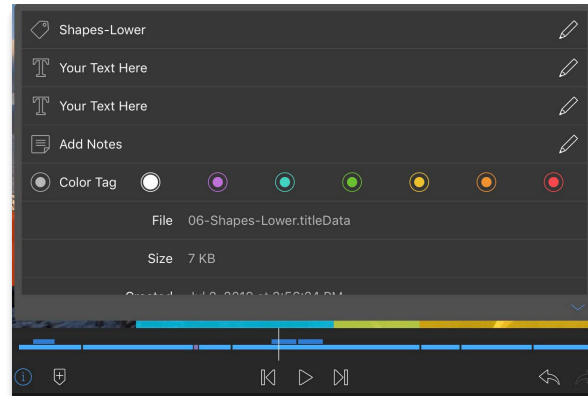 Shapes-Lower
Your Text Here
Your Text Here
Add Notes
Color Tag
File 06-Shapes-Lower.titleData
Size 7 KB